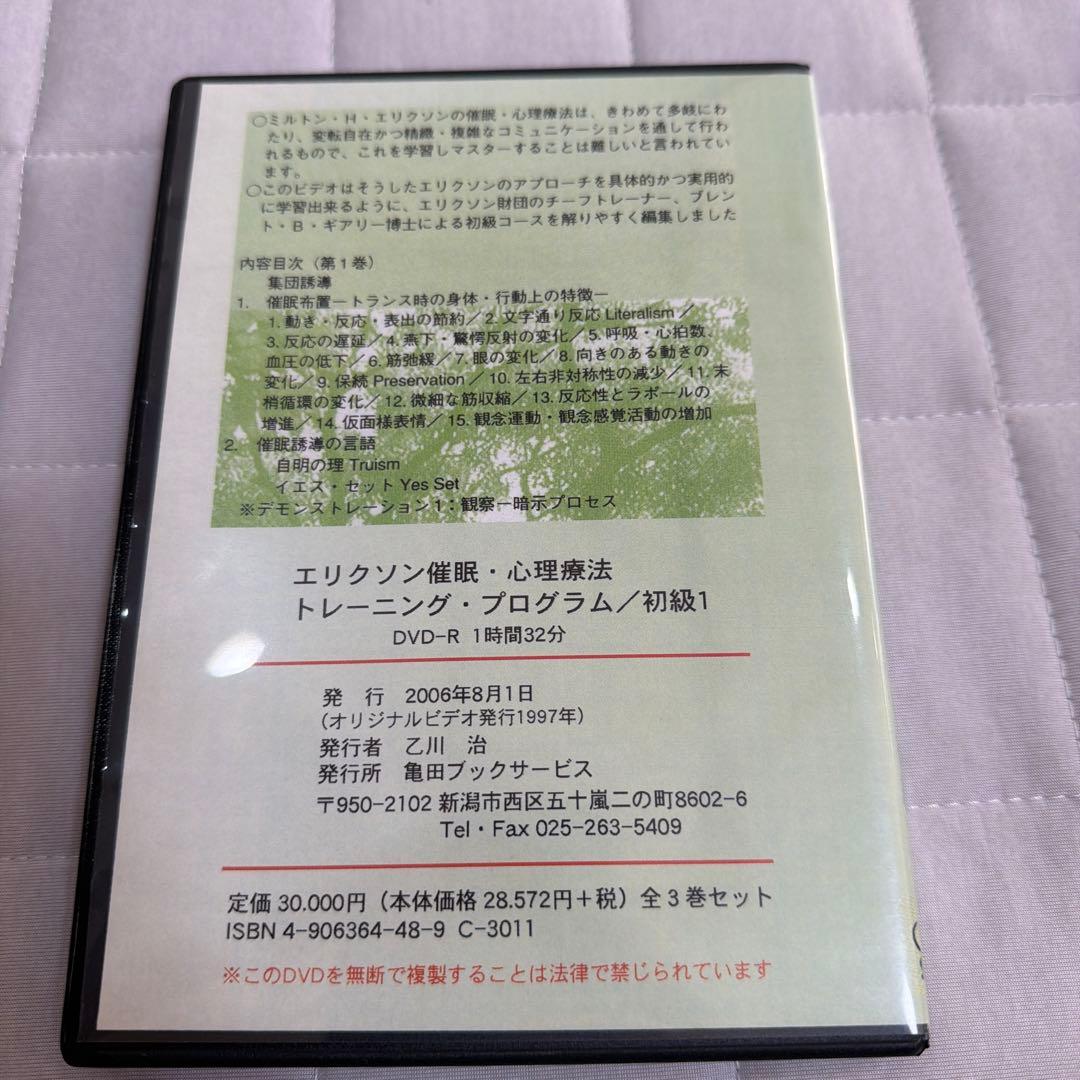 ○ミルトン・H・エリクソンの催眠・心理療法は、きわめて多岐にわ
たり、変転自在かつ精緻・複雑なコミュニケーションを通して行わ
れるもので、これを学習しマスターすることは難しいと言われてい
ます。
○このビデオはそうしたエリクソンのアプローチを具体的かつ実用的
に学習出来るように、エリクソン財団のチーフトレーナー、ブレン
ト・B・ギアリー博士による初級コースを解りやすく編集しました
内容目次（第1巻）
集団誘導
1. 催眠布置－トランス時の身体・行動上の特徴－
1. 動き・反応・表出の節約／2. 文字通り反応 Literalism／
3. 反応の遅延／4. 燕下・驚愕反射の変化／5. 呼吸・心拍数、
血圧の低下／6. 筋弛緩／7. 眼の変化／8. 向きのある動きの
変化／9. 保続 Preservation／10. 左右非対称性の減少／11. 末
梢循環の変化／12. 微細な筋収縮／13. 反応性とラポールの
増進／14. 仮面様表情／15. 観念運動・観念感覚活動の増加
2. 催眠誘導の言語
自明の理 Truism
イエス・セット Yes Set
※デモンストレーション1：観察－暗示プロセス
エリクソン催眠・心理療法
トレーニング・プログラム／初級1
DVD-R 1時間32分
発 行 2006年8月1日
（オリジナルビデオ発行1997年）
発行者 乙川 治
発行所 亀田ブックサービス
〒950-2102 新潟市西区五十嵐二の町8602-6
Tel・Fax 025-263-5409
定価 30.000円（本体価格 28.572円＋税）全3巻セット
ISBN 4-906364-48-9 C-3011
※このDVDを無断で複製することは法律で禁じられています